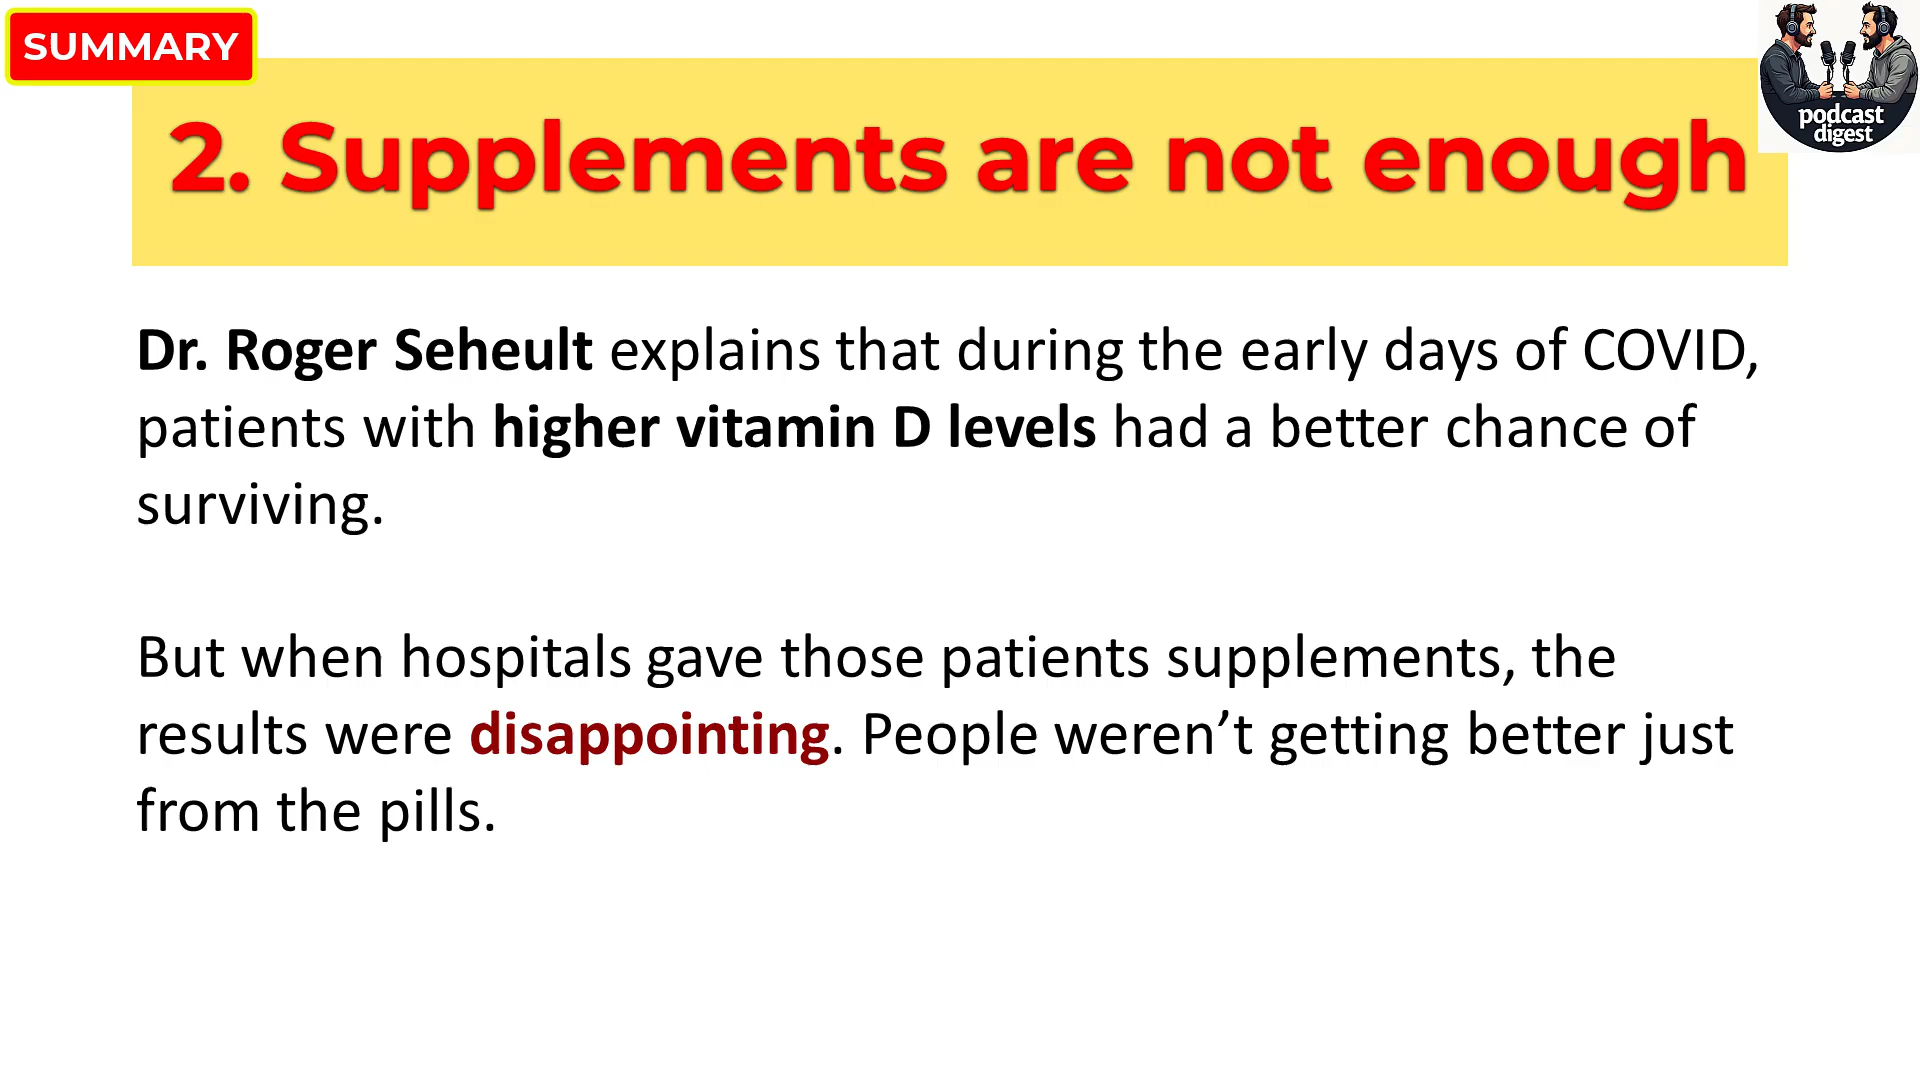 SUMMARY
podcast
digest
2. Supplements are not enough
Dr. Roger Seheult explains that during the early days of COVID,
patients with higher vitamin D levels had a better chance of
surviving.
But when hospitals gave those patients supplements, the
results were disappointing. People weren’t getting better just
from the pills.